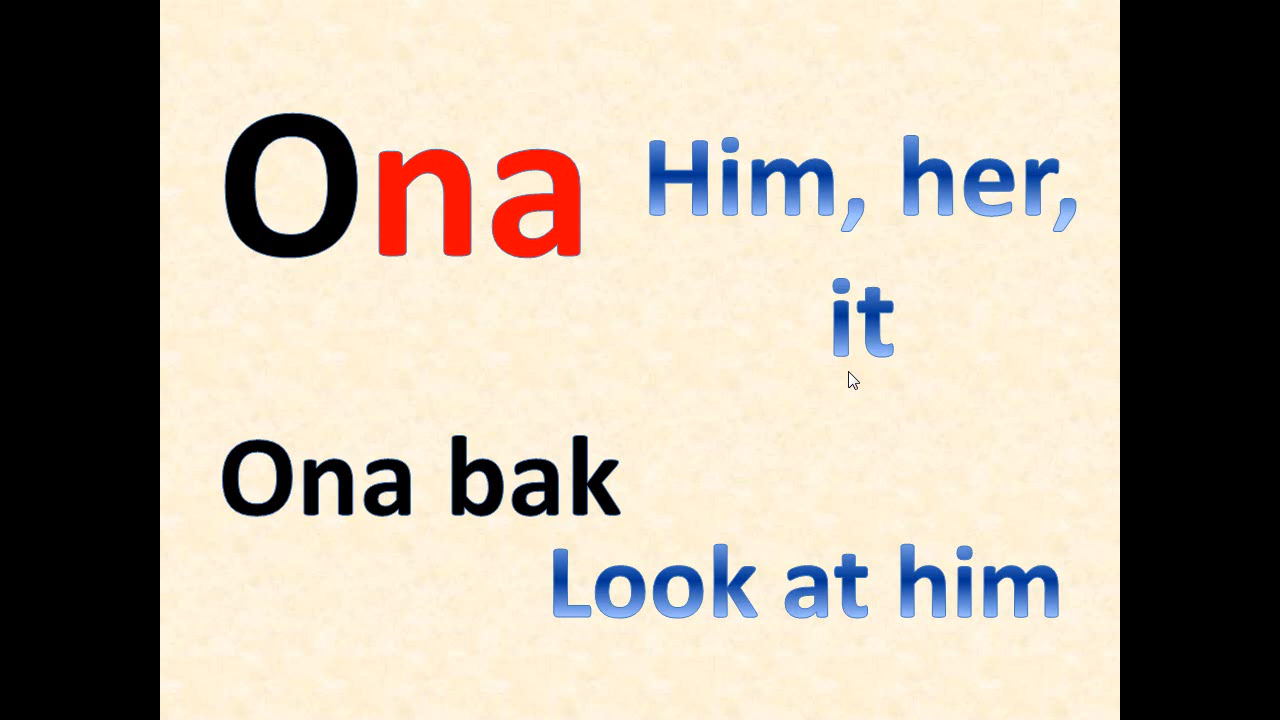 Ona
Him, her,
it
Ona bak
Look at him